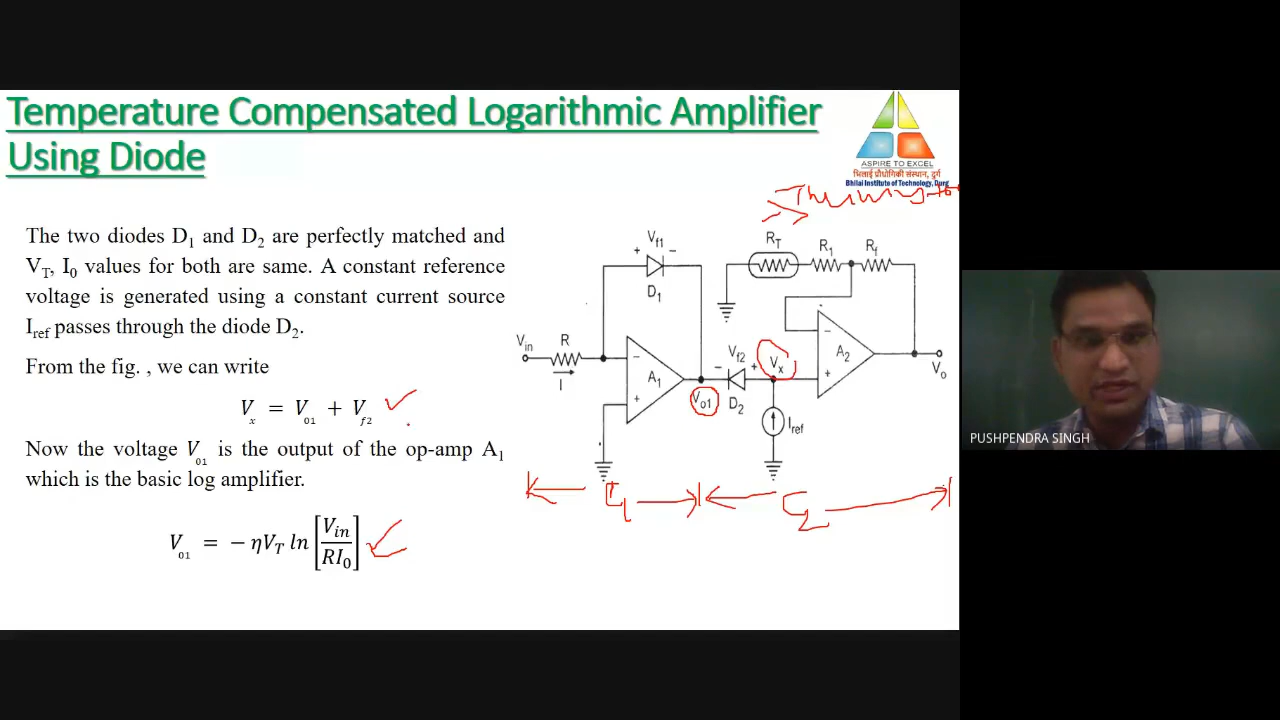 Temperature Compensated Logarithmic Amplifier
Using Diode
ASPIRE TO EXCEL
भिलाई प्रौद्योगिकी संस्थान, दुर्ग
Bhilai Institute of Technology, Durg
The two diodes D1 and D2 are perfectly matched and
VT, I0 values for both are same. A constant reference
voltage is generated using a constant current source
Iref passes through the diode D2.
From the fig. , we can write
Vx = V01 + Vf2
Now the voltage V01 is the output of the op-amp A1
which is the basic log amplifier.
V01 = − ηVT ln [Vin/RI0]
Vf1
+ −
D1
RT R1 Rf
Vin R
I
−
A1
+
Vo1
− Vf2 +
D2
Vx
Iref
−
A2
+
Vo
C1 C2
PUSHPENDRA SINGH